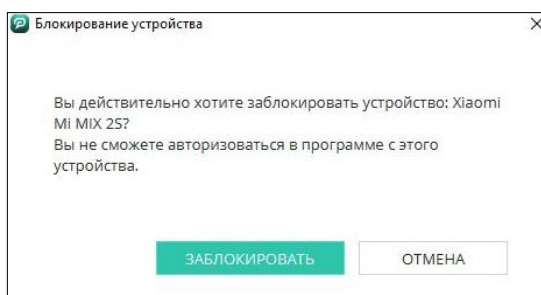 Блокирование устройства
Вы действительно хотите заблокировать устройство: Xiaomi
Mi MIX 2S?
Вы не сможете авторизоваться в программе с этого
устройства.
ЗАБЛОКИРОВАТЬ ОТМЕНА